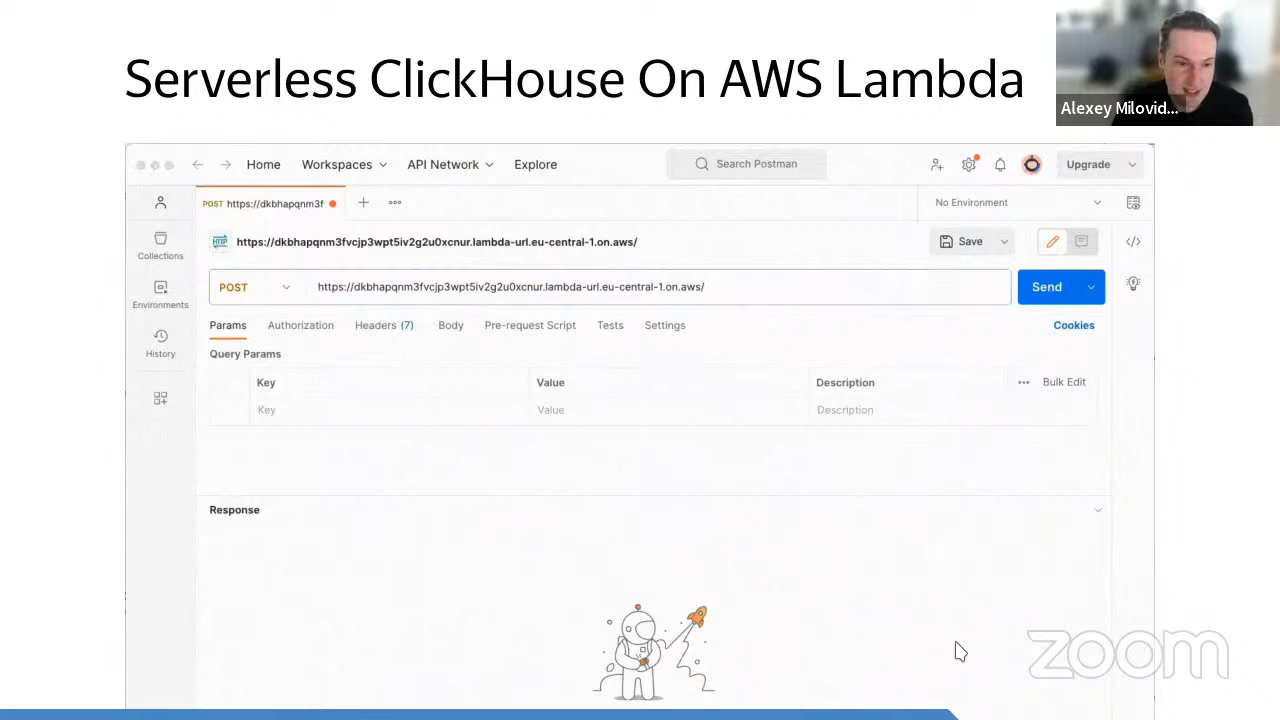 Serverless ClickHouse On AWS Lambda
Alexey Milovid...
Home Workspaces API Network Explore Search Postman Upgrade
POST https://dkbhapqnm3f No Environment
HTTP https://dkbhapqnm3fvcjp3wpt5iv2g2u0xcnur.lambda-url.eu-central-1.on.aws/ Save
Collections
POST https://dkbhapqnm3fvcjp3wpt5iv2g2u0xcnur.lambda-url.eu-central-1.on.aws/ Send
Environments
Params Authorization Headers (7) Body Pre-request Script Tests Settings Cookies
History
Query Params
Key Value Description Bulk Edit
Key Value Description
Response
zoom